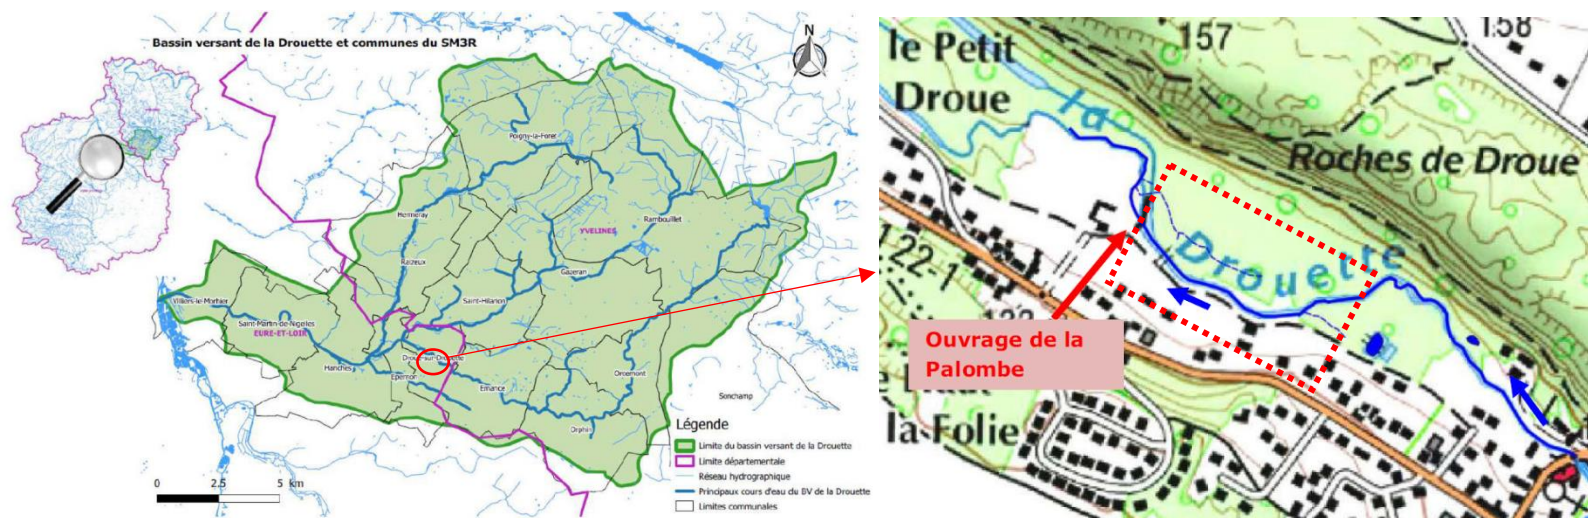 Bassin versant de la Drouette et communes du SM3R
N
Poigny-la-Foret
Hermeray
Rambouillet
YVELINES
Raizeux
Gazeran
Villiers-le-Morhier
Saint-Hilarion
Saint-Martin-de-Nigelles
EURE-ET-LOIR
Droue-sur-Drouette
Hanches
Epernon
Emance
Orcemont
Sonchamp
Orphin
Légende
Limite du bassin versant de la Drouette
Limite départementale
Réseau hydrographique
Principaux cours d'eau du BV de la Drouette
Limites communales
0 2.5 5 km
le Petit
Droue
157
158
la
Roches de Droue
Drouette
122-1
Ouvrage de la
Palombe
la Folie